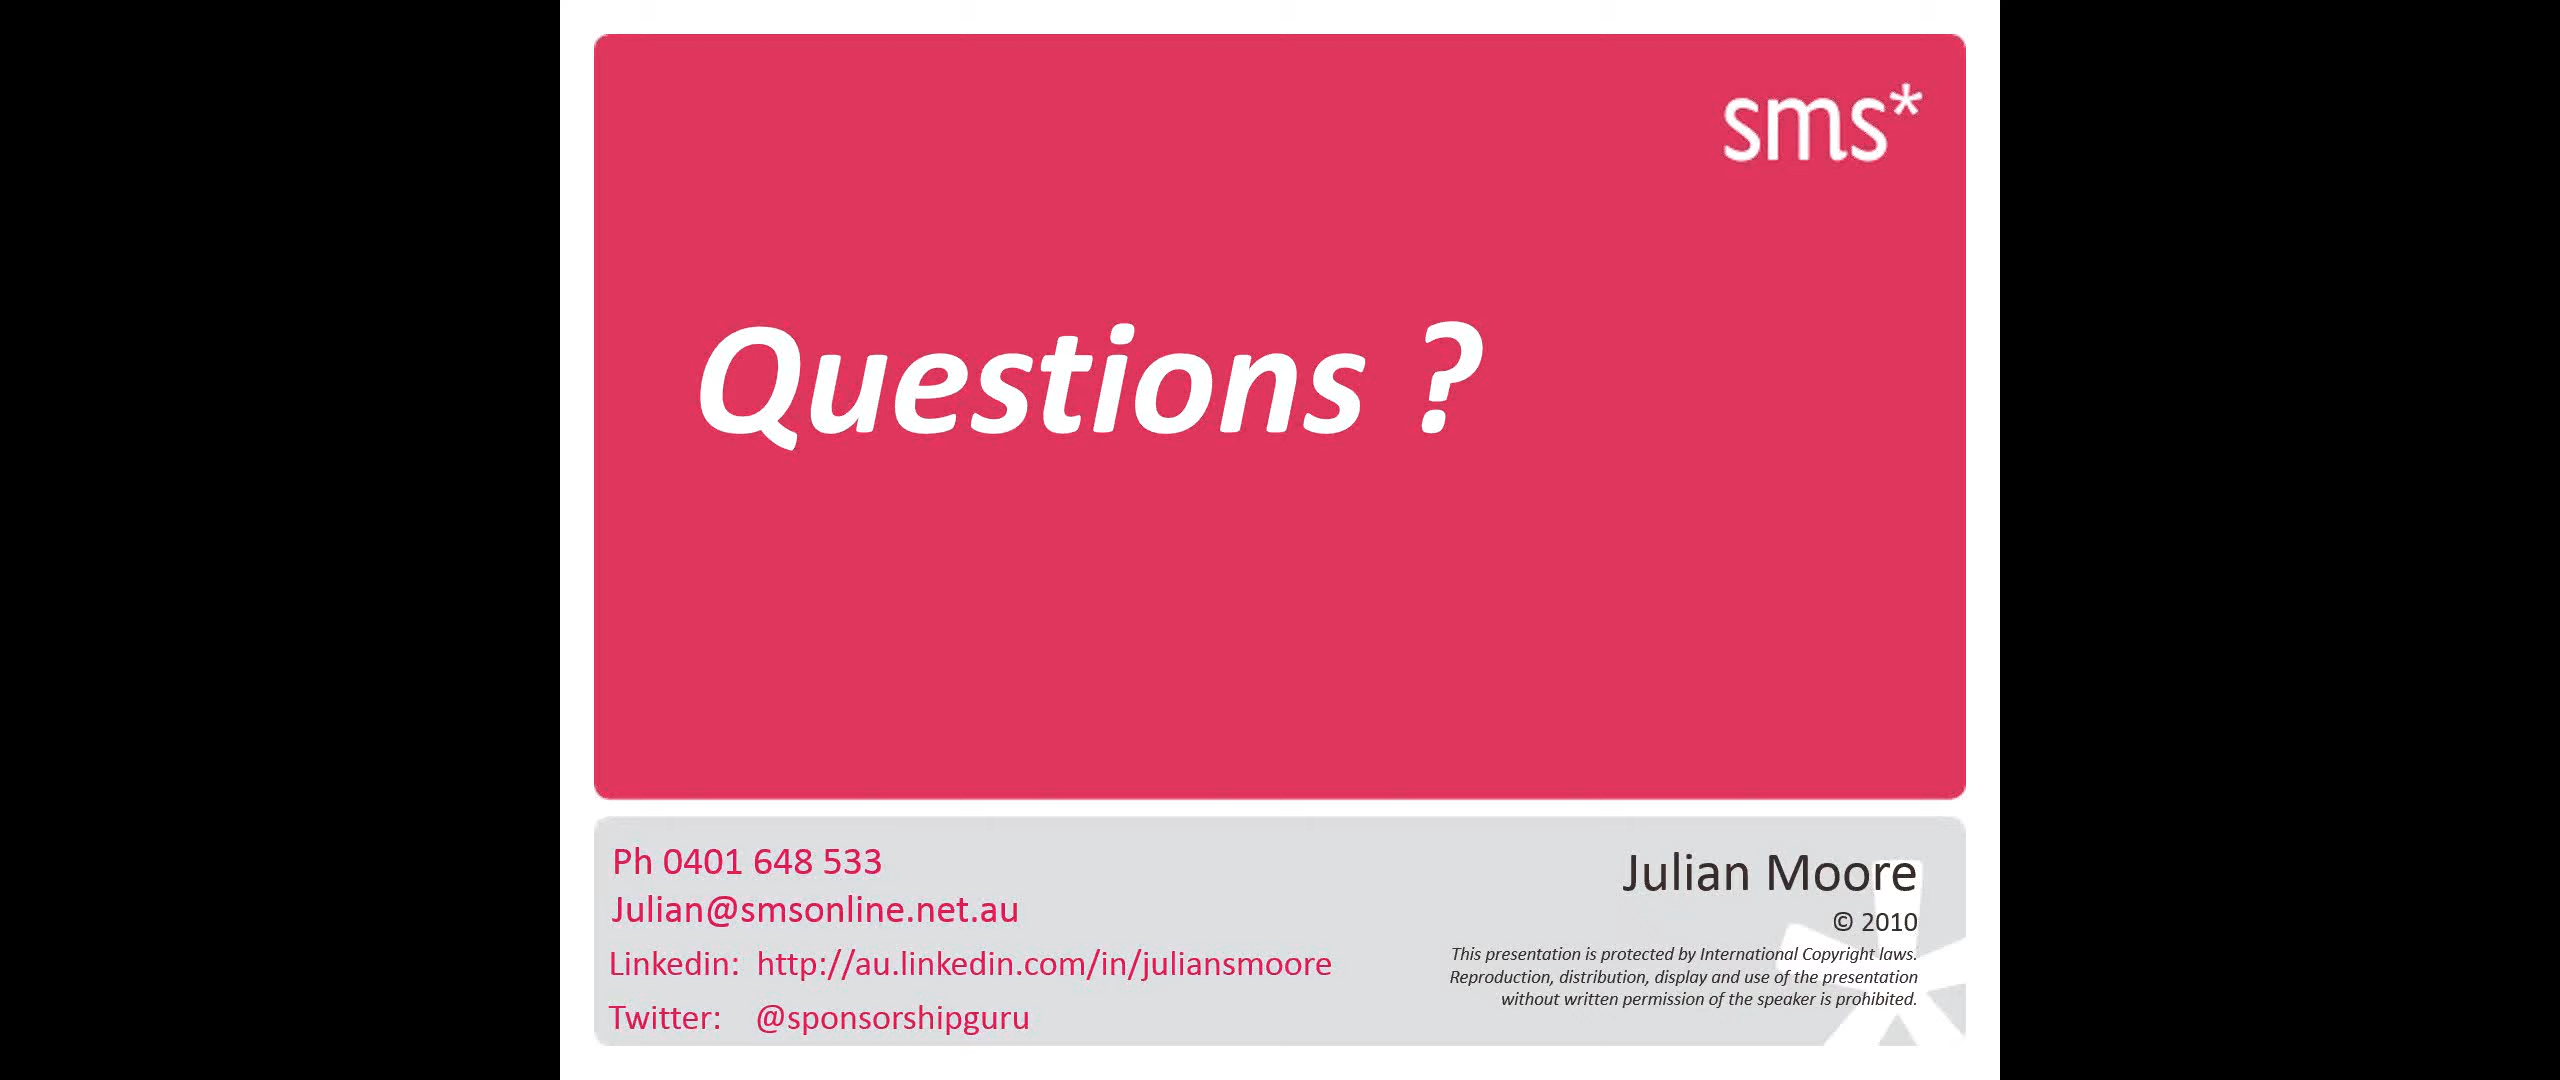 sms*
Questions ?
Ph 0401 648 533
Julian@smsonline.net.au
Linkedin: http://au.linkedin.com/in/juliansmoore
Twitter: @sponsorshipguru
Julian Moore
© 2010
This presentation is protected by International Copyright laws.
Reproduction, distribution, display and use of the presentation
without written permission of the speaker is prohibited.